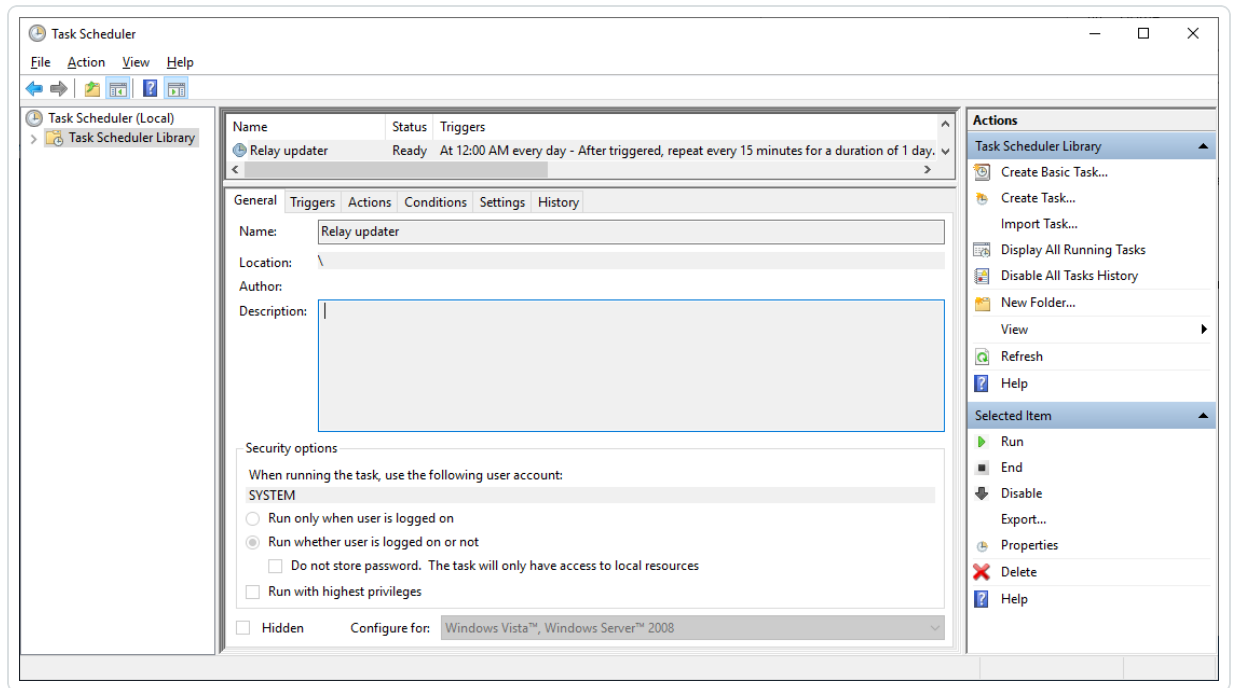 Task Scheduler
File Action View Help
Task Scheduler (Local)
Task Scheduler Library
Name Status Triggers
Relay updater Ready At 12:00 AM every day - After triggered, repeat every 15 minutes for a duration of 1 day.
General Triggers Actions Conditions Settings History
Name: Relay updater
Location: \
Author:
Description:
Security options
When running the task, use the following user account:
SYSTEM
Run only when user is logged on
Run whether user is logged on or not
Do not store password. The task will only have access to local resources
Run with highest privileges
Hidden Configure for: Windows Vista™, Windows Server™ 2008
Actions
Task Scheduler Library
Create Basic Task...
Create Task...
Import Task...
Display All Running Tasks
Disable All Tasks History
New Folder...
View
Refresh
Help
Selected Item
Run
End
Disable
Export...
Properties
Delete
Help